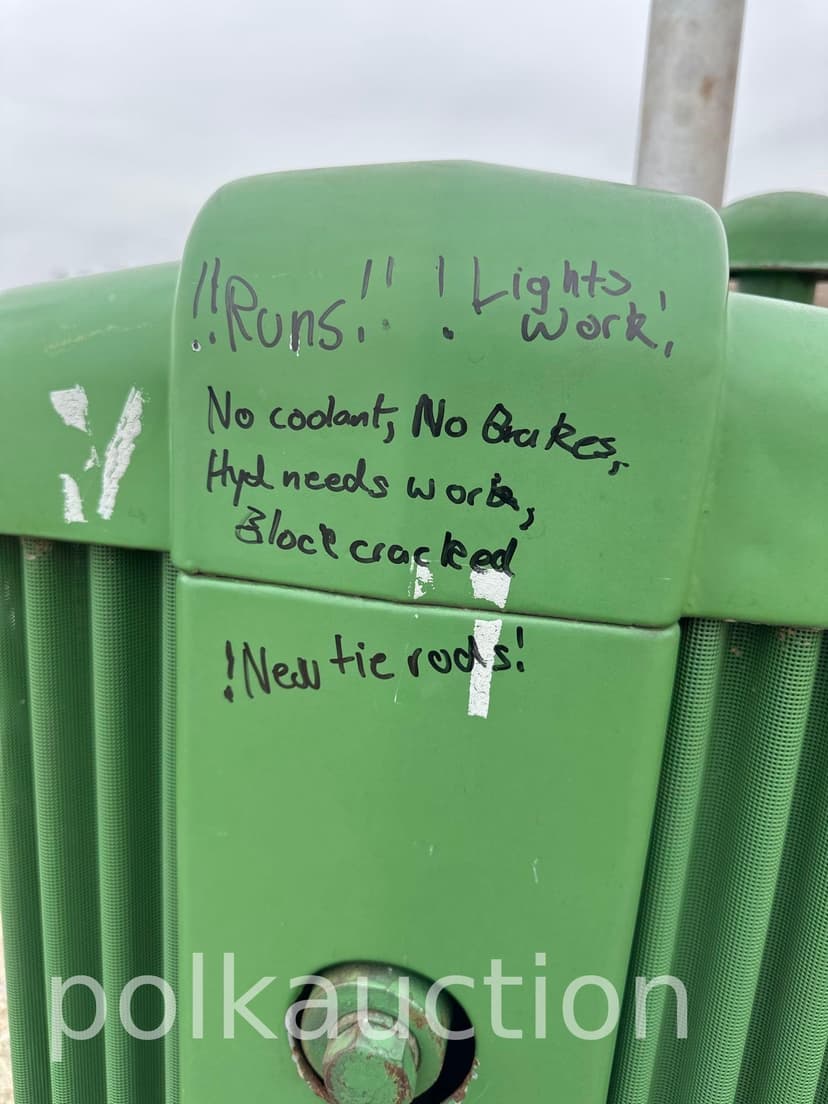 !!Runs!! !Lights
work!
No coolant, No Brakes,
Hyd needs work,
Block cracked
!New tie rods!
polkauction